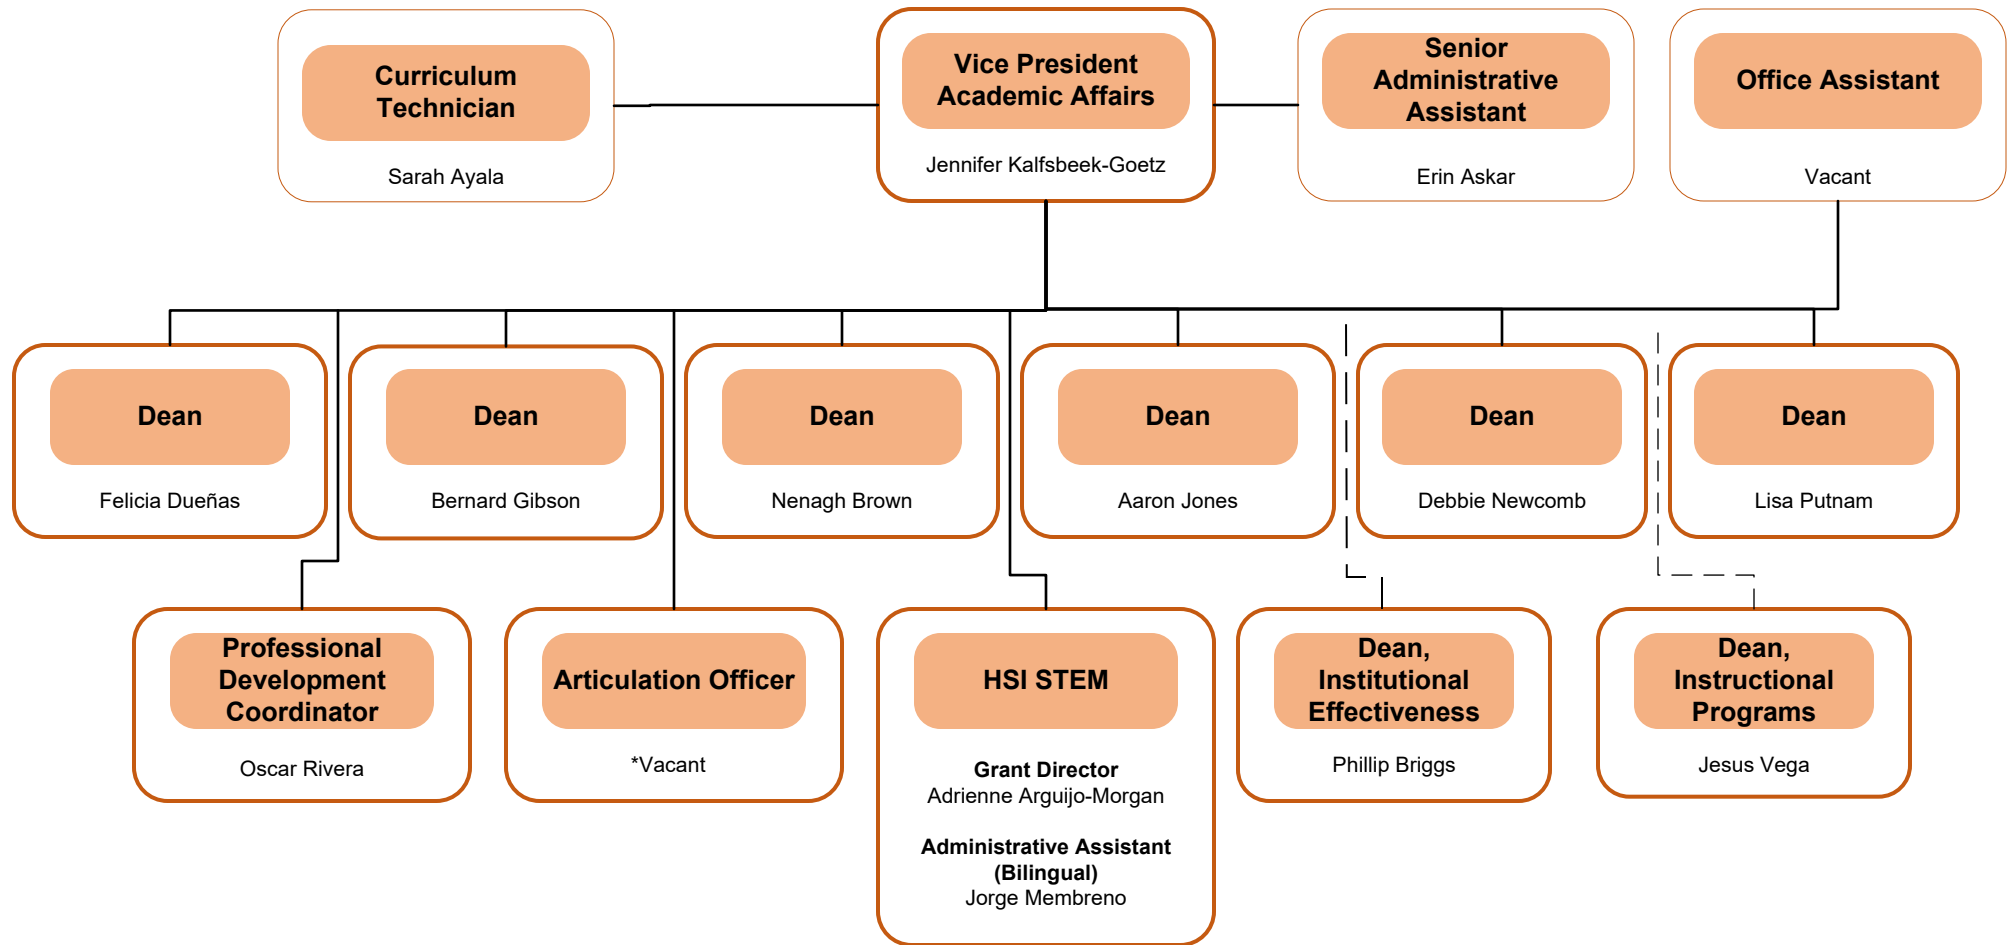 Curriculum
Technician
Sarah Ayala
Vice President
Academic Affairs
Jennifer Kalfsbeek-Goetz
Senior
Administrative
Assistant
Erin Askar
Office Assistant
Vacant
Dean
Felicia Dueñas
Dean
Bernard Gibson
Dean
Nenagh Brown
Dean
Aaron Jones
Dean
Debbie Newcomb
Dean
Lisa Putnam
Professional
Development
Coordinator
Oscar Rivera
Articulation Officer
*Vacant
HSI STEM
Grant Director
Adrienne Arguijo-Morgan
Administrative Assistant
(Bilingual)
Jorge Membreno
Dean,
Institutional
Effectiveness
Phillip Briggs
Dean,
Instructional
Programs
Jesus Vega